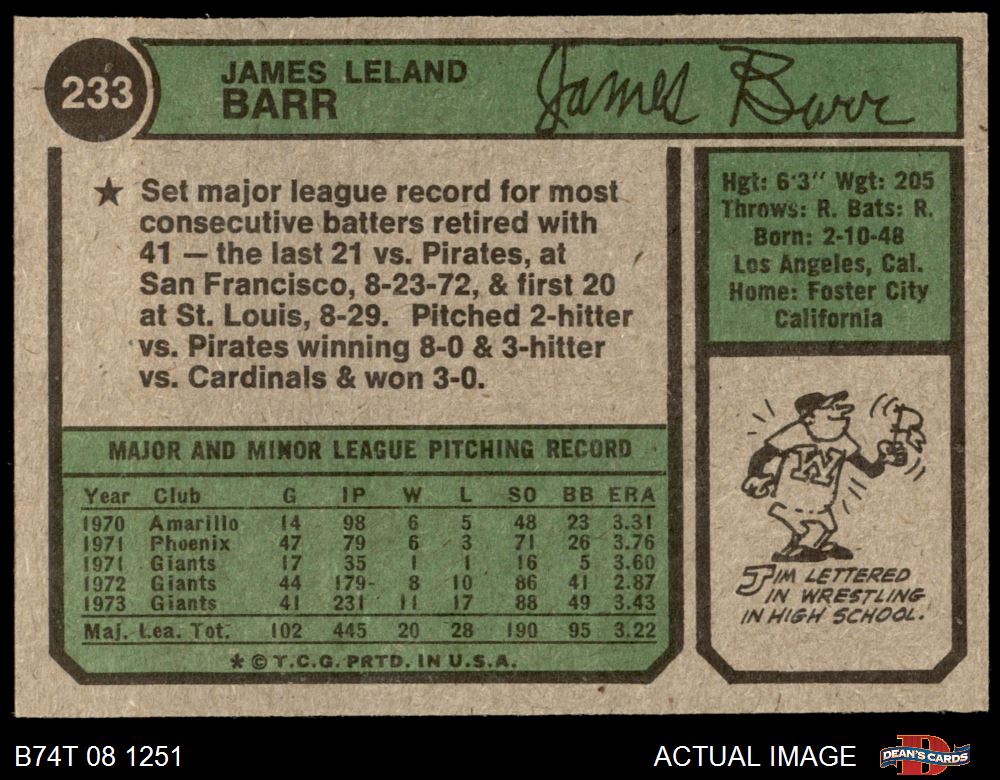 233
JAMES LELAND
BARR
James Barr
★ Set major league record for most
consecutive batters retired with
41 — the last 21 vs. Pirates, at
San Francisco, 8-23-72, & first 20
at St. Louis, 8-29. Pitched 2-hitter
vs. Pirates winning 8-0 & 3-hitter
vs. Cardinals & won 3-0.
Hgt: 6'3" Wgt: 205
Throws: R. Bats: R.
Born: 2-10-48
Los Angeles, Cal.
Home: Foster City
California
MAJOR AND MINOR LEAGUE PITCHING RECORD
Year Club G IP W L SO BB ERA
1970 Amarillo 14 98 6 5 48 23 3.31
1971 Phoenix 47 79 6 3 71 26 3.76
1971 Giants 17 35 1 1 16 5 3.60
1972 Giants 44 179- 8 10 86 41 2.87
1973 Giants 41 231 11 17 88 49 3.43
Maj. Lea. Tot. 102 445 20 28 190 95 3.22
★ © T.C.G. PRTD. IN U.S.A.
W
JIM LETTERED
IN WRESTLING
IN HIGH SCHOOL.
B74T 08 1251
ACTUAL IMAGE
D
DEAN'S CARDS